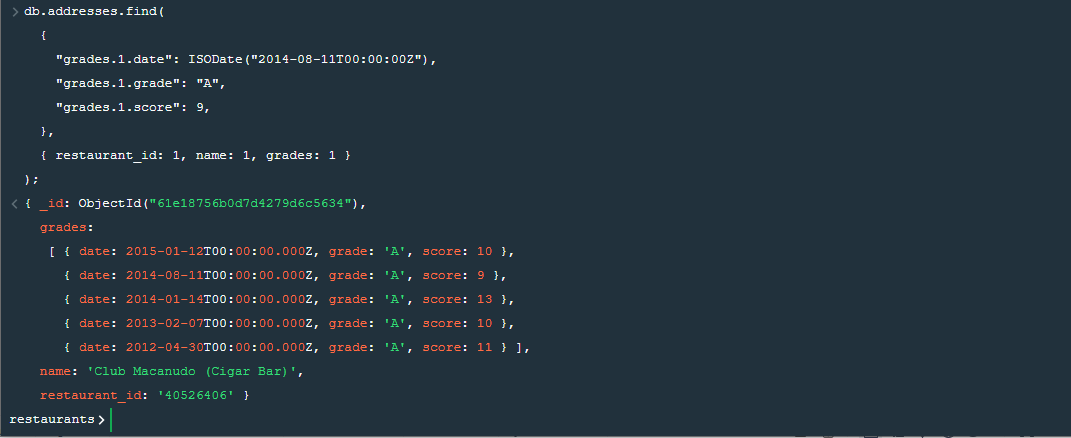 > db.addresses.find(
{
"grades.1.date": ISODate("2014-08-11T00:00:00Z"),
"grades.1.grade": "A",
"grades.1.score": 9,
},
{ restaurant_id: 1, name: 1, grades: 1 }
);
< { _id: ObjectId("61e18756b0d7d4279d6c5634"),
grades:
[ { date: 2015-01-12T00:00:00.000Z, grade: 'A', score: 10 },
{ date: 2014-08-11T00:00:00.000Z, grade: 'A', score: 9 },
{ date: 2014-01-14T00:00:00.000Z, grade: 'A', score: 13 },
{ date: 2013-02-07T00:00:00.000Z, grade: 'A', score: 10 },
{ date: 2012-04-30T00:00:00.000Z, grade: 'A', score: 11 } ],
name: 'Club Macanudo (Cigar Bar)',
restaurant_id: '40526406' }
restaurants>